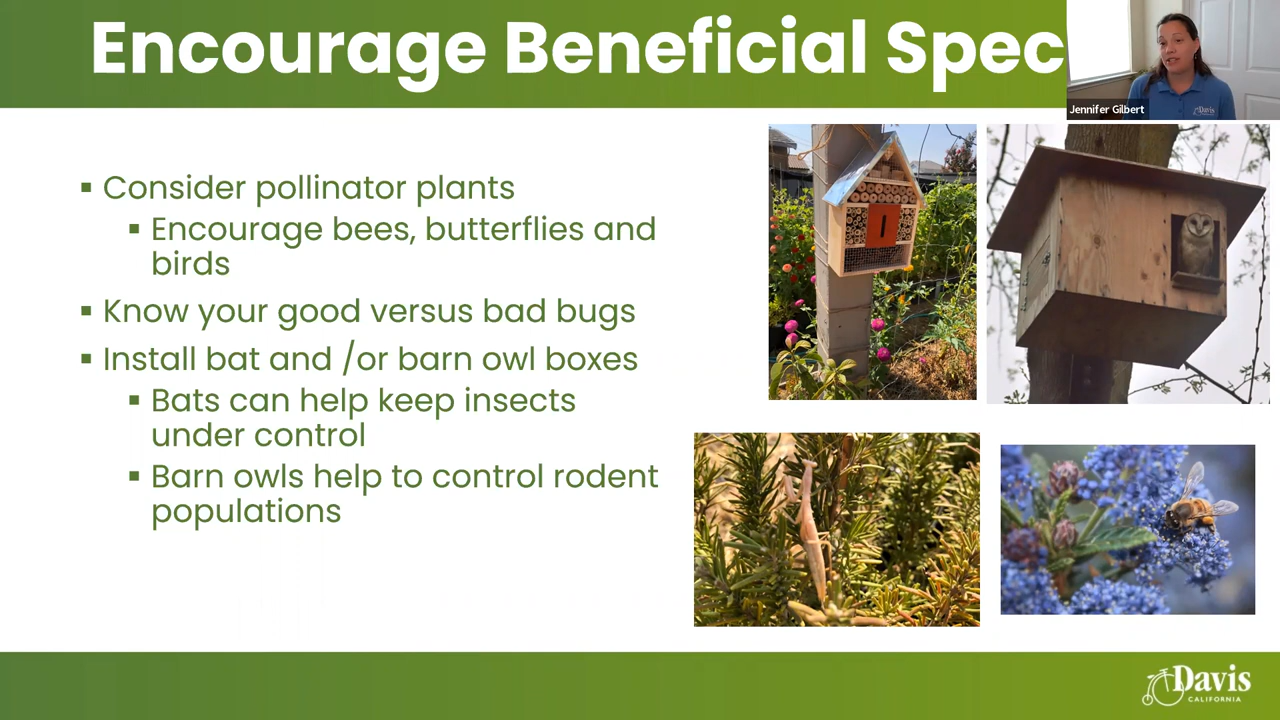 Encourage Beneficial Spec
Jennifer Gilbert
Davis
▪ Consider pollinator plants
▪ Encourage bees, butterflies and
birds
▪ Know your good versus bad bugs
▪ Install bat and /or barn owl boxes
▪ Bats can help keep insects
under control
▪ Barn owls help to control rodent
populations
Davis
CALIFORNIA